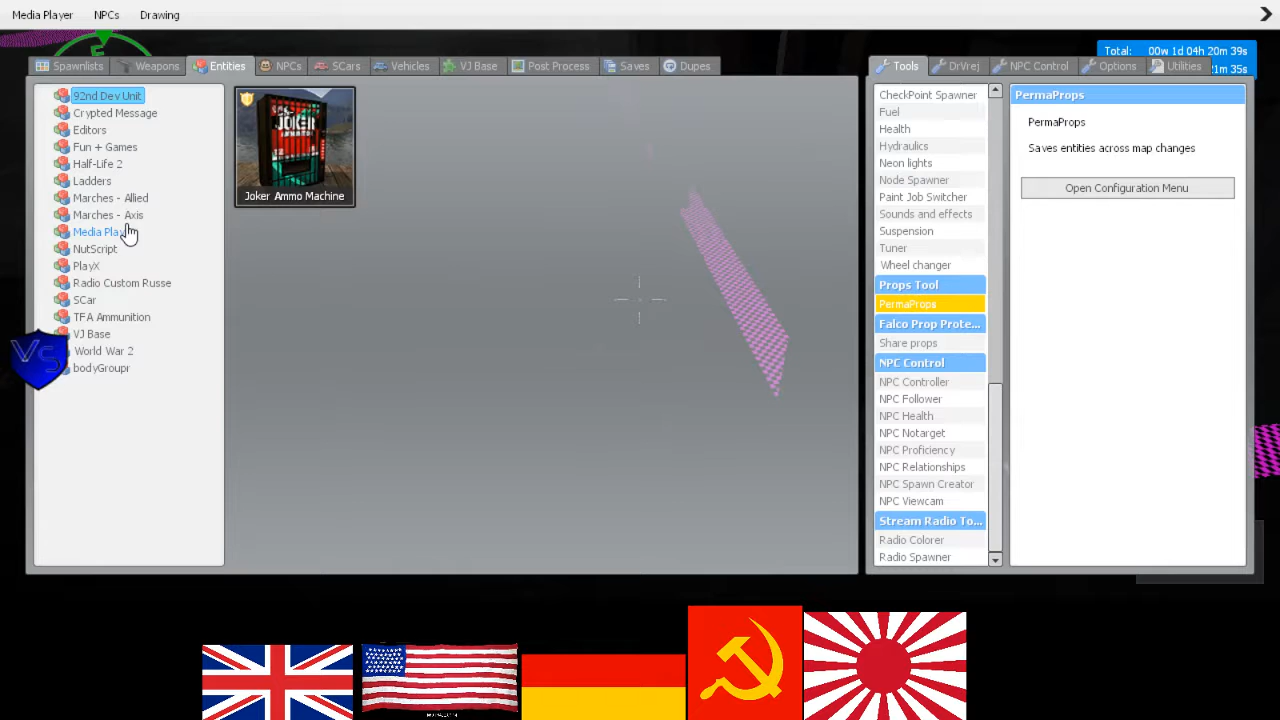 Media Player NPCs Drawing
Total: 00w 1d 04h 20m 39s
21m 35s
Spawnlists Weapons Entities NPCs SCars Vehicles VJ Base Post Process Saves Dupes
Tools DrVrej NPC Control Options Utilities
92nd Dev Unit
Crypted Message
Editors
Fun + Games
Half-Life 2
Ladders
Marches - Allied
Marches - Axis
Media Play
NutScript
PlayX
Radio Custom Russe
SCar
TFA Ammunition
VJ Base
World War 2
bodyGroupr
VS
JOKER
Joker Ammo Machine
CheckPoint Spawner
Fuel
Health
Hydraulics
Neon lights
Node Spawner
Paint Job Switcher
Sounds and effects
Suspension
Tuner
Wheel changer
Props Tool
PermaProps
Falco Prop Prote...
Share props
NPC Control
NPC Controller
NPC Follower
NPC Health
NPC Notarget
NPC Proficiency
NPC Relationships
NPC Spawn Creator
NPC Viewcam
Stream Radio To...
Radio Colorer
Radio Spawner
PermaProps
PermaProps
Saves entities across map changes
Open Configuration Menu